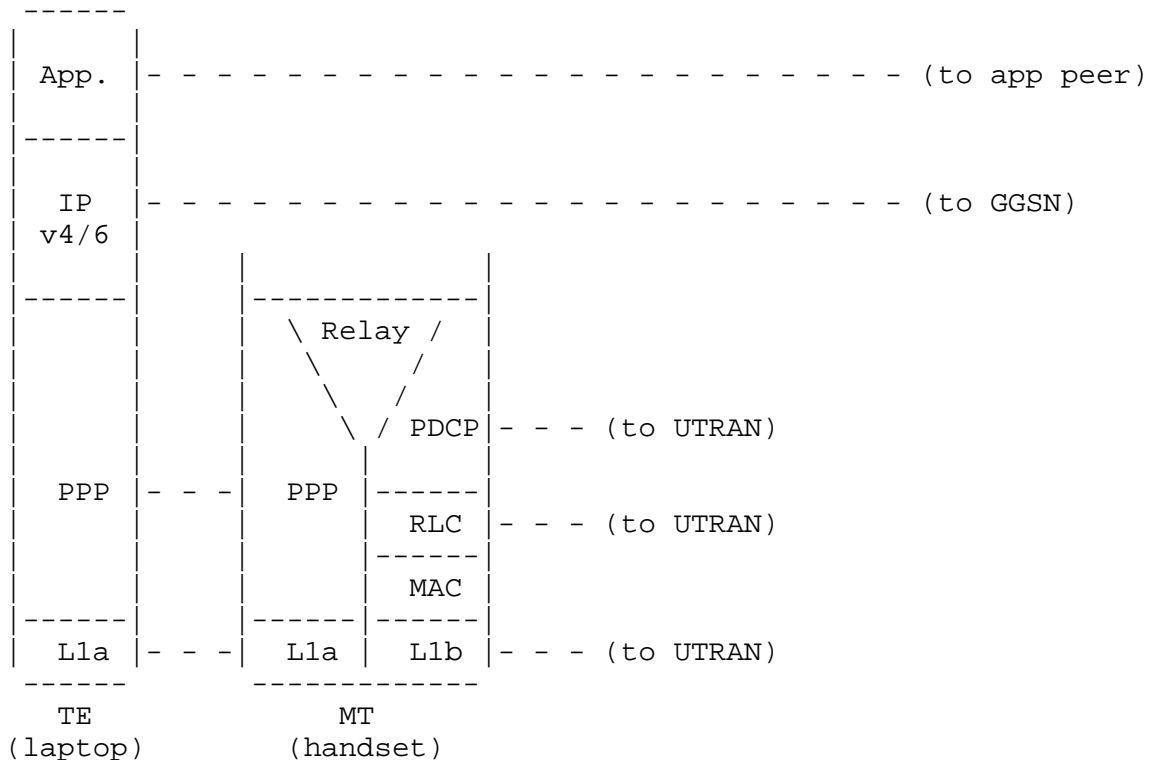 App. (to app peer)
IP (to GGSN)
v4/6
Relay
PDCP (to UTRAN)
PPP PPP
RLC (to UTRAN)
MAC
L1a L1a L1b (to UTRAN)
TE MT
(laptop) (handset)